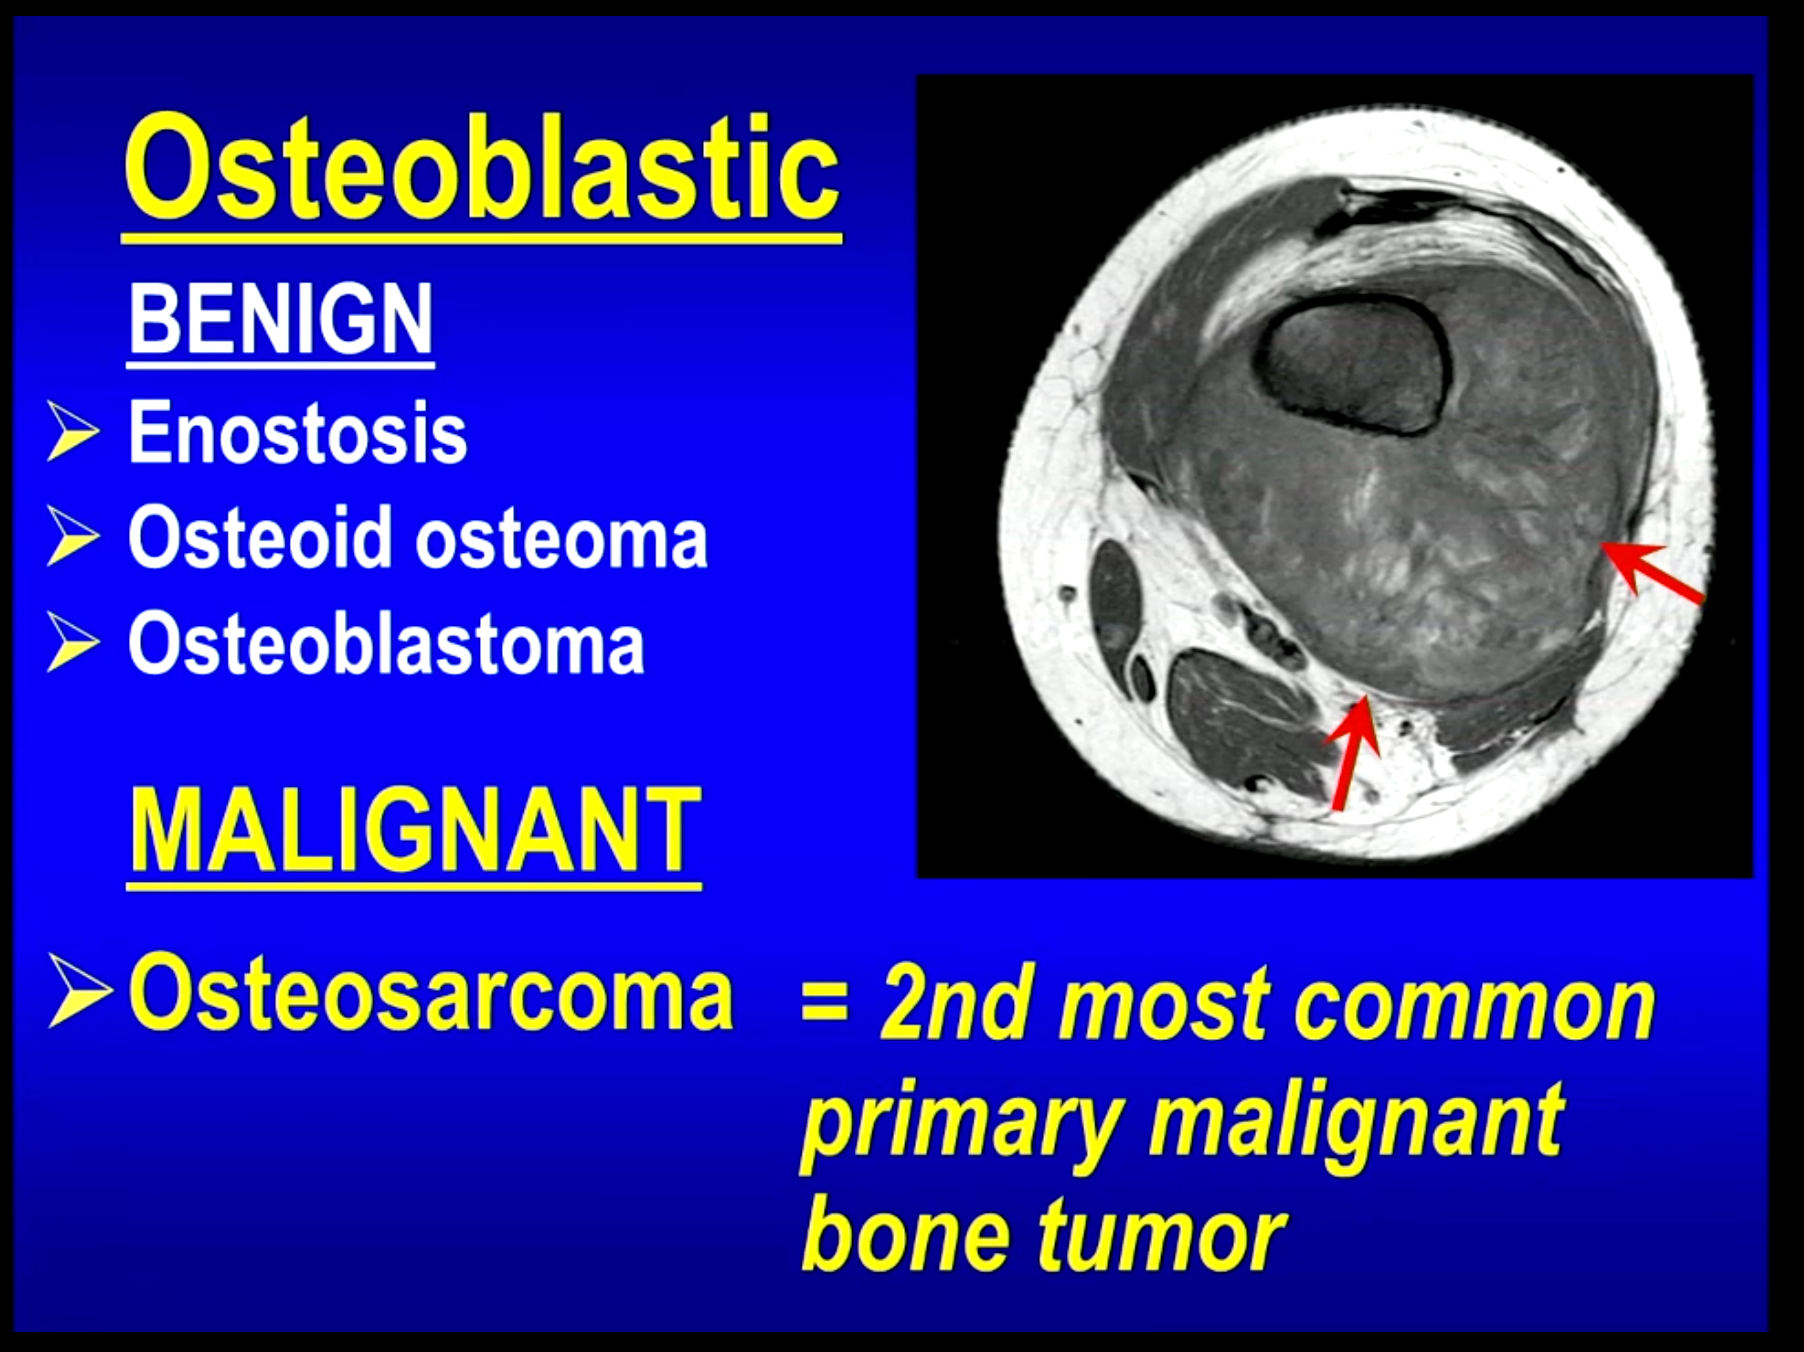 Osteoblastic
BENIGN
Enostosis
Osteoid osteoma
Osteoblastoma
MALIGNANT
Osteosarcoma = 2nd most common
primary malignant
bone tumor